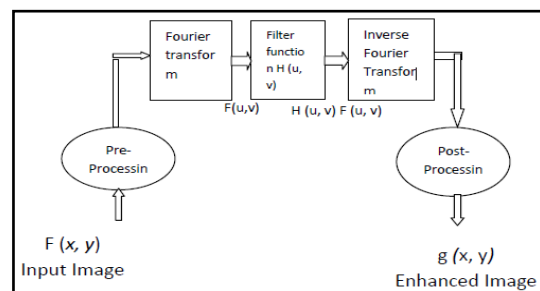 Fourier
transfor
m
Filter
functio
n H (u,
v)
Inverse
Fourier
Transfor
m
F(u,v)
H (u, v) F (u, v)
Pre-
Processin
Post-
Processin
F (x, y)
Input Image
g (x, y)
Enhanced Image